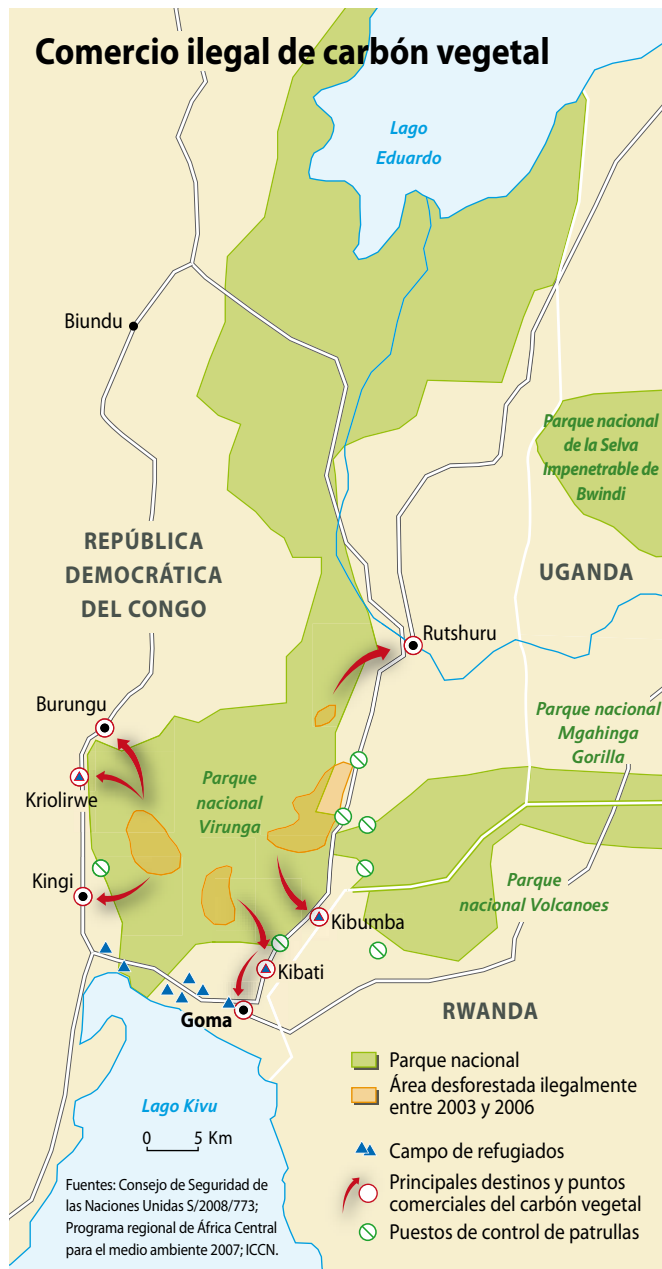 Comercio ilegal de carbón vegetal
Lago
Eduardo
Biundu
Parque nacional
de la Selva
Impenetrable de
Bwindi
REPÚBLICA
DEMOCRÁTICA
DEL CONGO
UGANDA
Rutshuru
Burungu
Parque nacional
Mgahinga
Gorilla
Kriolirwe
Parque
nacional
Virunga
Kingi
Parque
nacional Volcanoes
Kibumba
Kibati
Goma
RWANDA
Lago Kivu
0 5 Km
Fuentes: Consejo de Seguridad de
las Naciones Unidas S/2008/773;
Programa regional de África Central
para el medio ambiente 2007; ICCN.
Parque nacional
Área desforestada ilegalmente
entre 2003 y 2006
Campo de refugiados
Principales destinos y puntos
comerciales del carbón vegetal
Puestos de control de patrullas